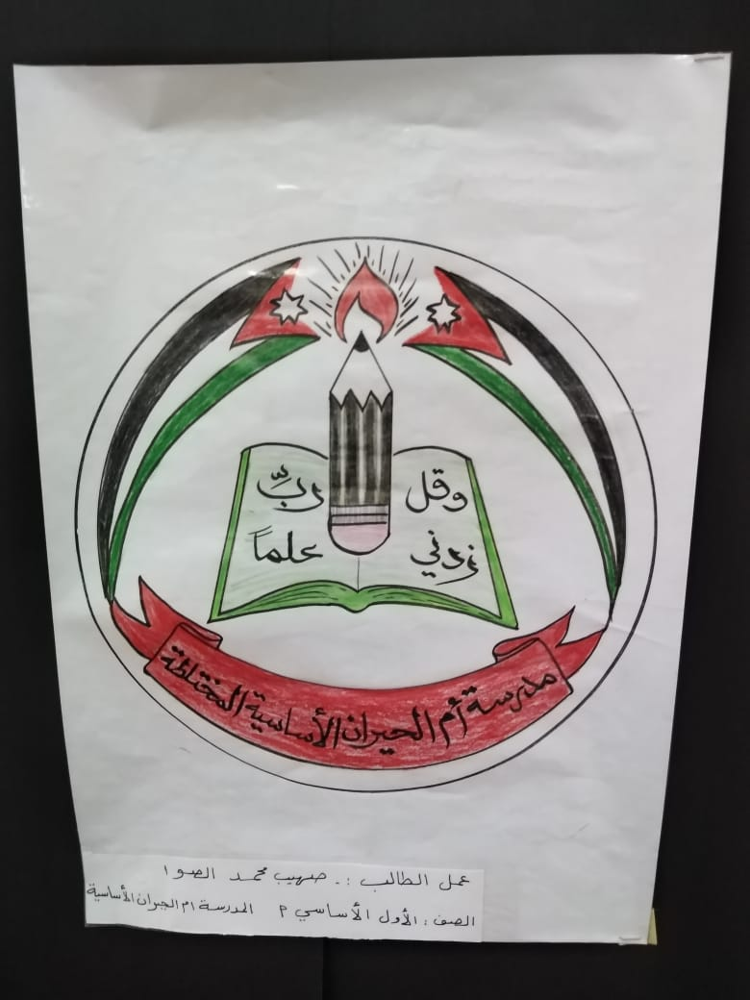 وقل ربِّ
زدني علماً
مدرسة أم الحيران الأساسية المختلطة
عمل الطالب :. صهيب محمد الصوا
الصف : الأول الأساسي م المدرسة ام الحيران الأساسية